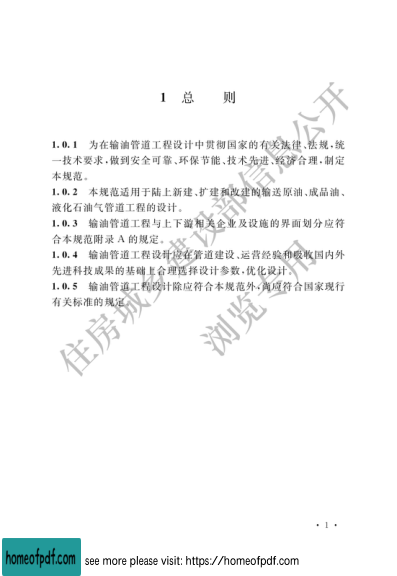 1 总 则
1.0.1 为在输油管道工程设计中贯彻国家的有关法律、法规,统
一技术要求,做到安全可靠、环保节能、技术先进、经济合理,制定
本规范。
1.0.2 本规范适用于陆上新建、扩建和改建的输送原油、成品油、
液化石油气管道工程的设计。
1.0.3 输油管道工程与上下游相关企业及设施的界面划分应符
合本规范附录 A 的规定。
1.0.4 输油管道工程设计应在管道建设、运营经验和吸收国内外
先进科技成果的基础上合理选择设计参数,优化设计。
1.0.5 输油管道工程设计除应符合本规范外,尚应符合国家现行
有关标准的规定。
住房城乡建设部信息公开
浏览专用
· 1 ·
homeofpdf.com
see more please visit: https://homeofpdf.com